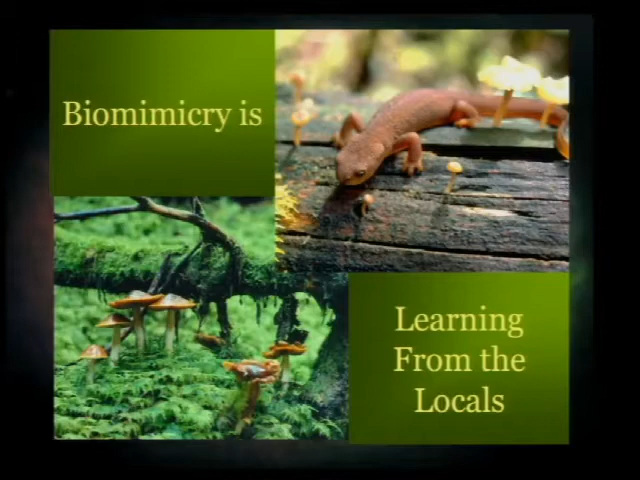 Biomimicry is
Learning
From the
Locals